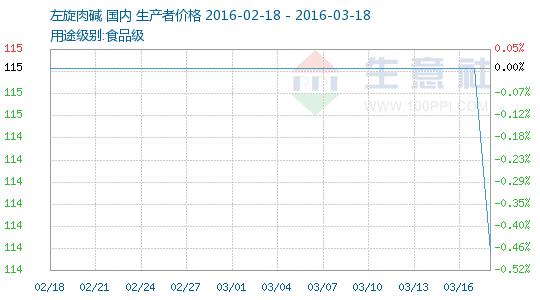 左旋肉碱 国内 生产者价格 2016-02-18 - 2016-03-18
用途级别:食品级
115 0.05%
115 0.00%
115 -0.07%
115 -0.12%
114 -0.17%
114 -0.24%
114 -0.29%
114 -0.35%
114 -0.40%
114 -0.46%
114 -0.52%
生意社
WWW.100PPI.COM
02/18 02/21 02/24 02/27 03/01 03/04 03/07 03/10 03/13 03/16